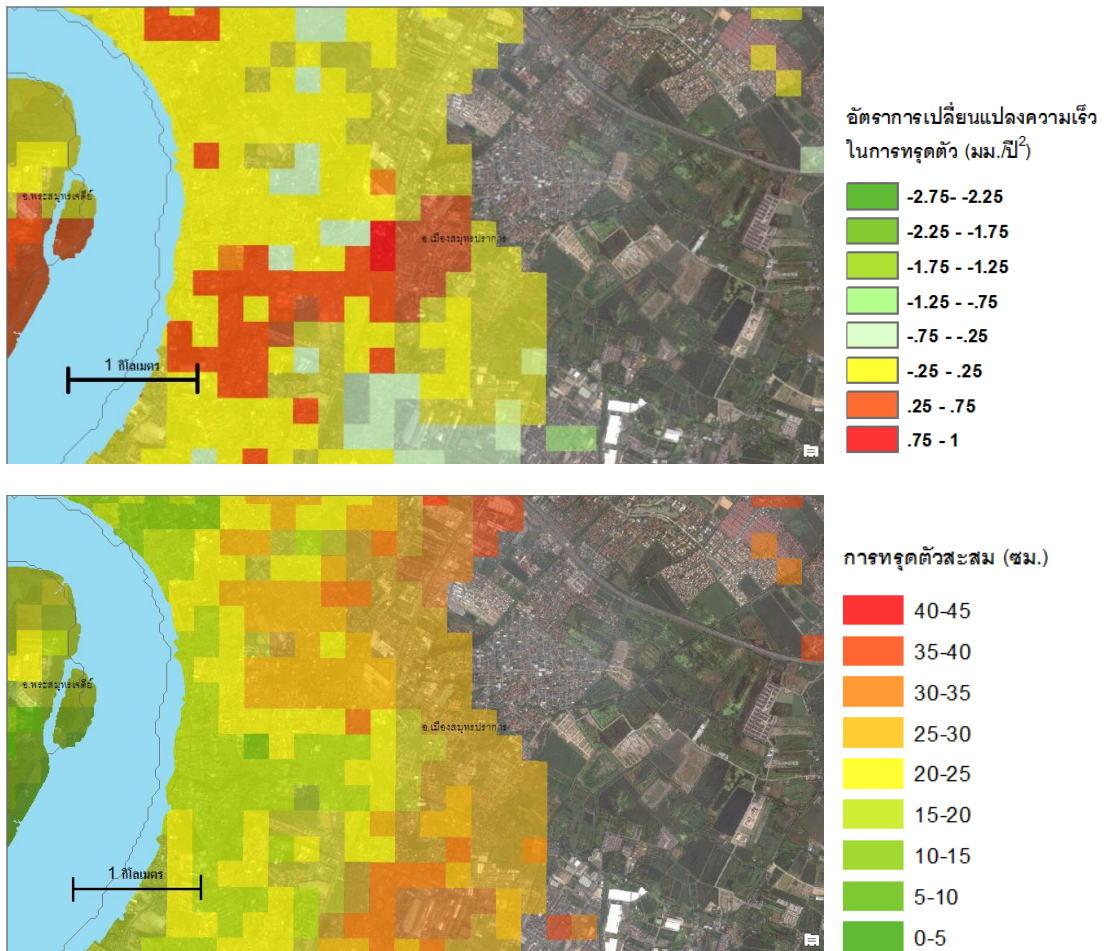 อ.พระสมุทรเจดีย์
อ.เมืองสมุทรปราการ
1 กิโลเมตร
อัตราการเปลี่ยนแปลงความเร็ว
ในการทรุดตัว (มม./ปี²)
-2.75- -2.25
-2.25 - -1.75
-1.75 - -1.25
-1.25 - -.75
-.75 - -.25
-.25 - .25
.25 - .75
.75 - 1
อ.พระสมุทรเจดีย์
อ.เมืองสมุทรปราการ
1 กิโลเมตร
การทรุดตัวสะสม (ซม.)
40-45
35-40
30-35
25-30
20-25
15-20
10-15
5-10
0-5